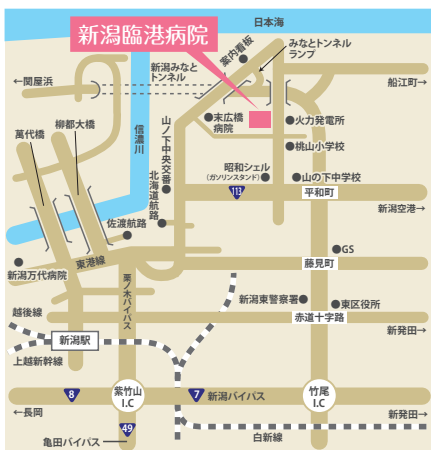 日本海
新潟臨港病院
案内看板
みなとトンネル
ランプ
新潟みなと
トンネル
←関屋浜
船江町→
柳都大橋
萬代橋
信濃川
山ノ下中央交番
末広橋
病院
火力発電所
桃山小学校
昭和シェル
(ガソリンスタンド)
山の下中学校
113
平和町
新潟空港→
北海道航路
佐渡航路
GS
新潟万代病院
東港線
藤見町
栗ノ木バイパス
新潟東警察署
東区役所
越後線
赤道十字路
新発田→
新潟駅
上越新幹線
8
紫竹山
I.C
7
新潟バイパス
竹尾
I.C
←長岡
新発田→
49
亀田バイパス
白新線